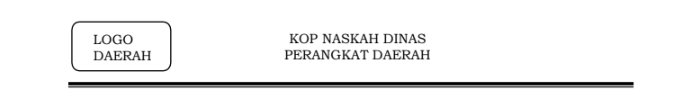 LOGO
DAERAH
KOP NASKAH DINAS
PERANGKAT DAERAH